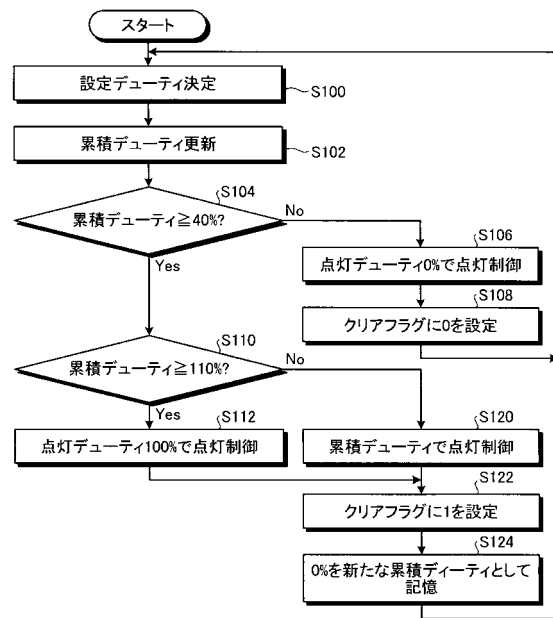 スタート
設定デューティ決定
S100
累積デューティ更新
S102
S104
累積デューティ≧40%?
No
Yes
S106
点灯デューティ0%で点灯制御
S108
クリアフラグに0を設定
S110
累積デューティ≧110%?
No
Yes
S112
点灯デューティ100%で点灯制御
S120
累積デューティで点灯制御
S122
クリアフラグに1を設定
S124
0%を新たな累積ディーティとして
記憶